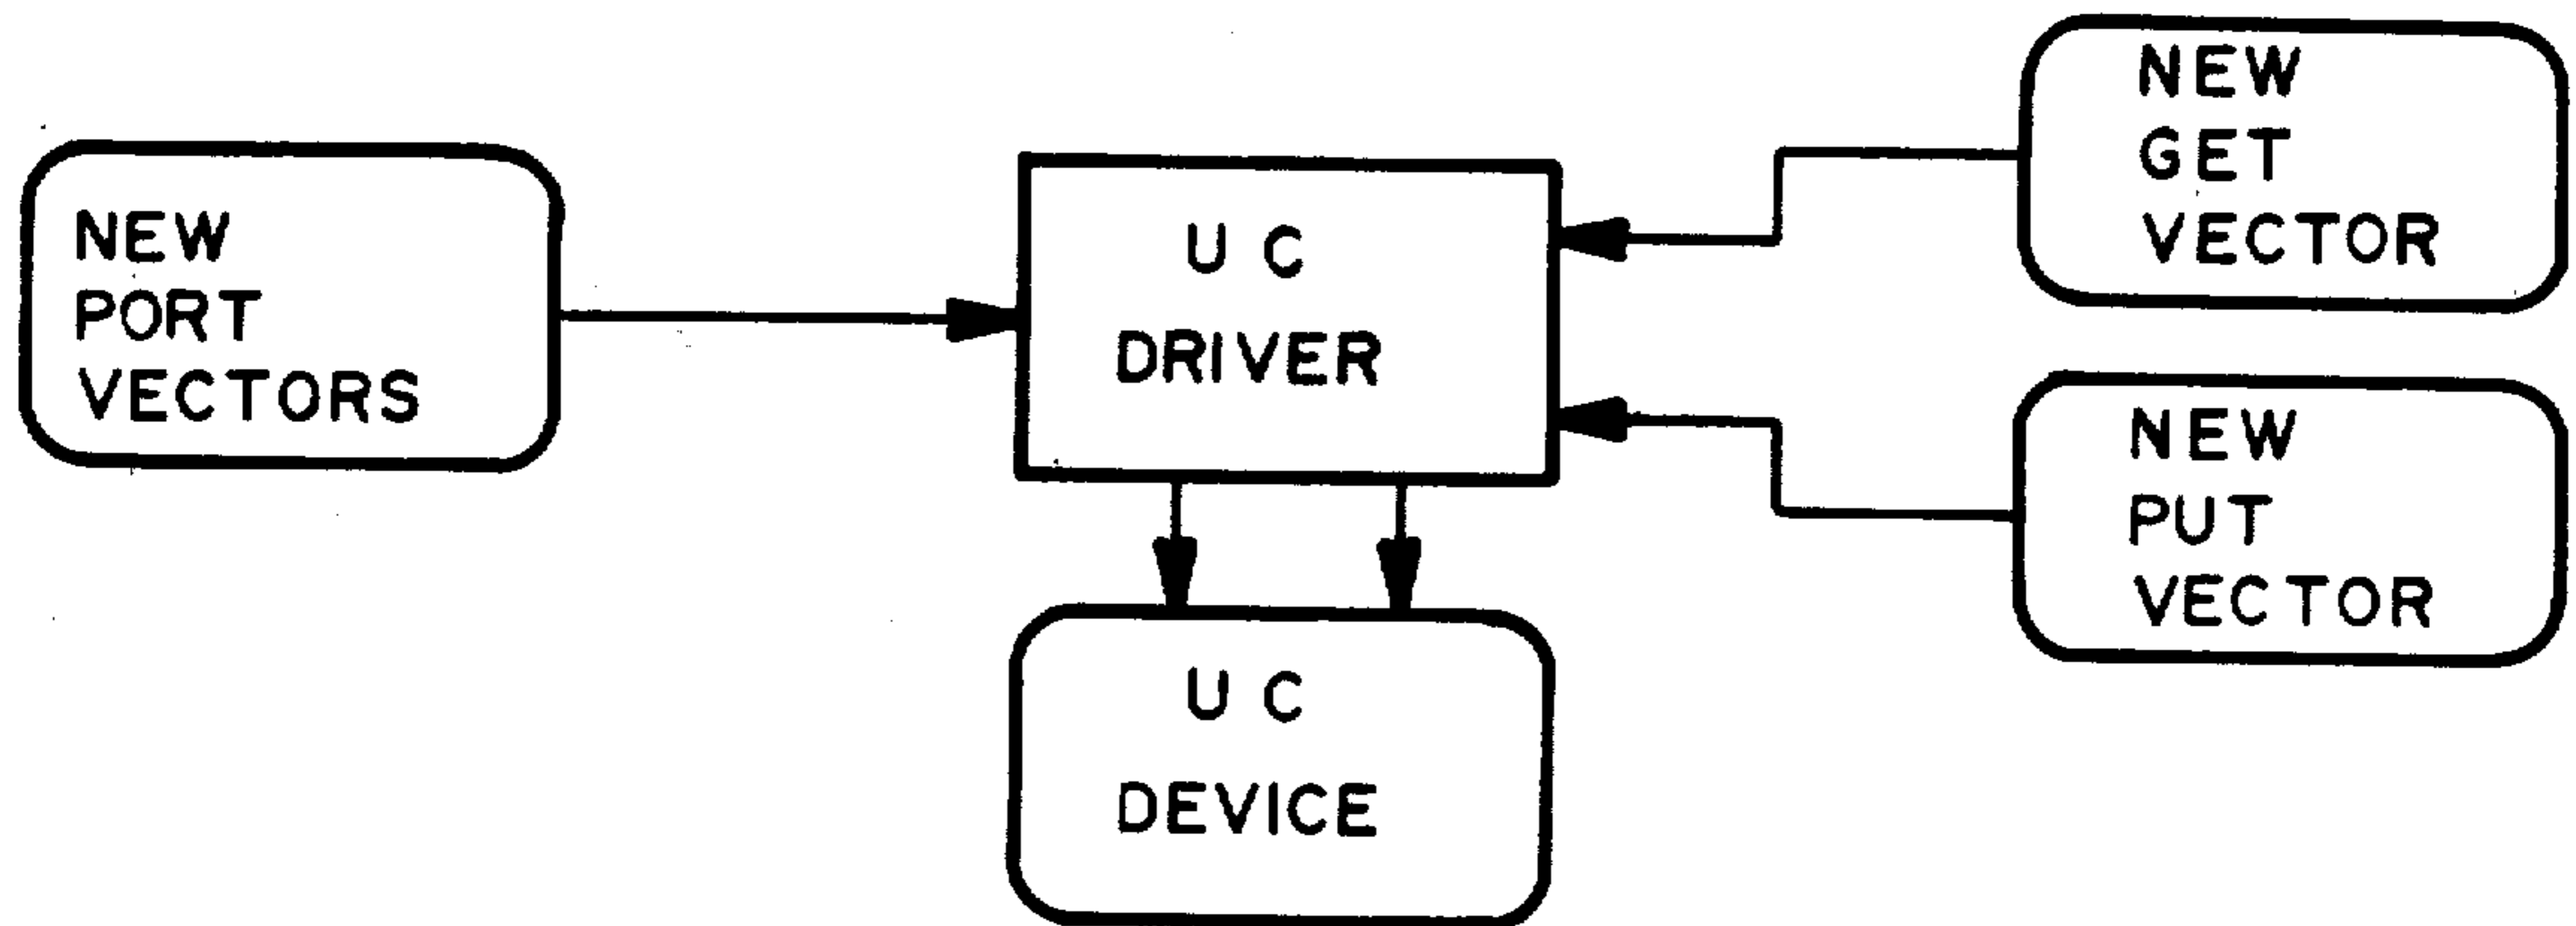 NEW
PORT
VECTORS
U C
DRIVER
U C
DEVICE
NEW
GET
VECTOR
NEW
PUT
VECTOR